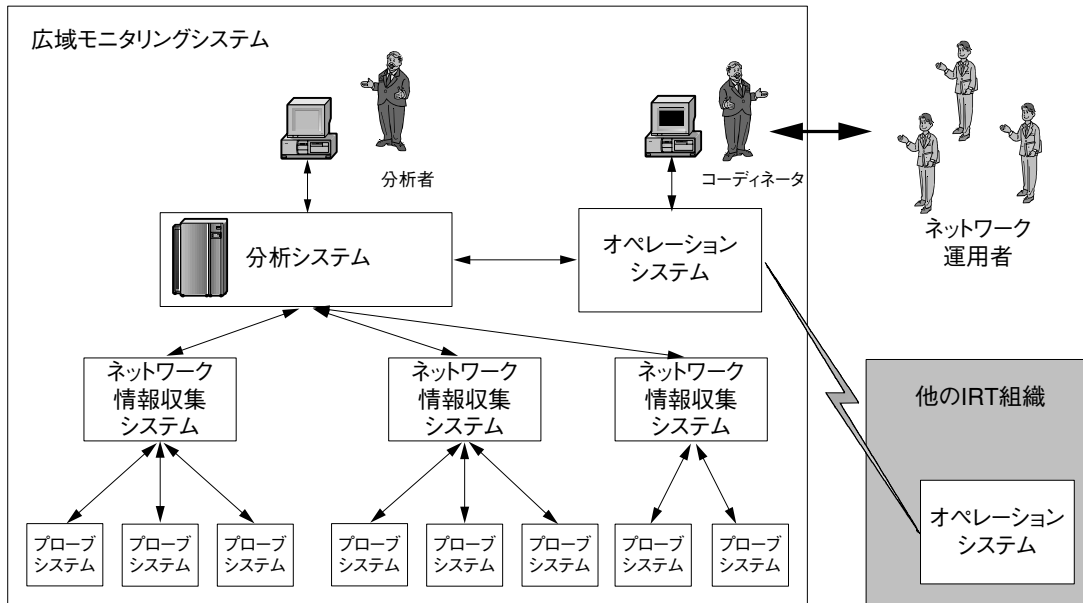 広域モニタリングシステム
分析者
コーディネータ
ネットワーク
運用者
分析システム
オペレーション
システム
ネットワーク
情報収集
システム
ネットワーク
情報収集
システム
ネットワーク
情報収集
システム
他のIRT組織
オペレーション
システム
プローブ
システム
プローブ
システム
プローブ
システム
プローブ
システム
プローブ
システム
プローブ
システム
プローブ
システム
プローブ
システム